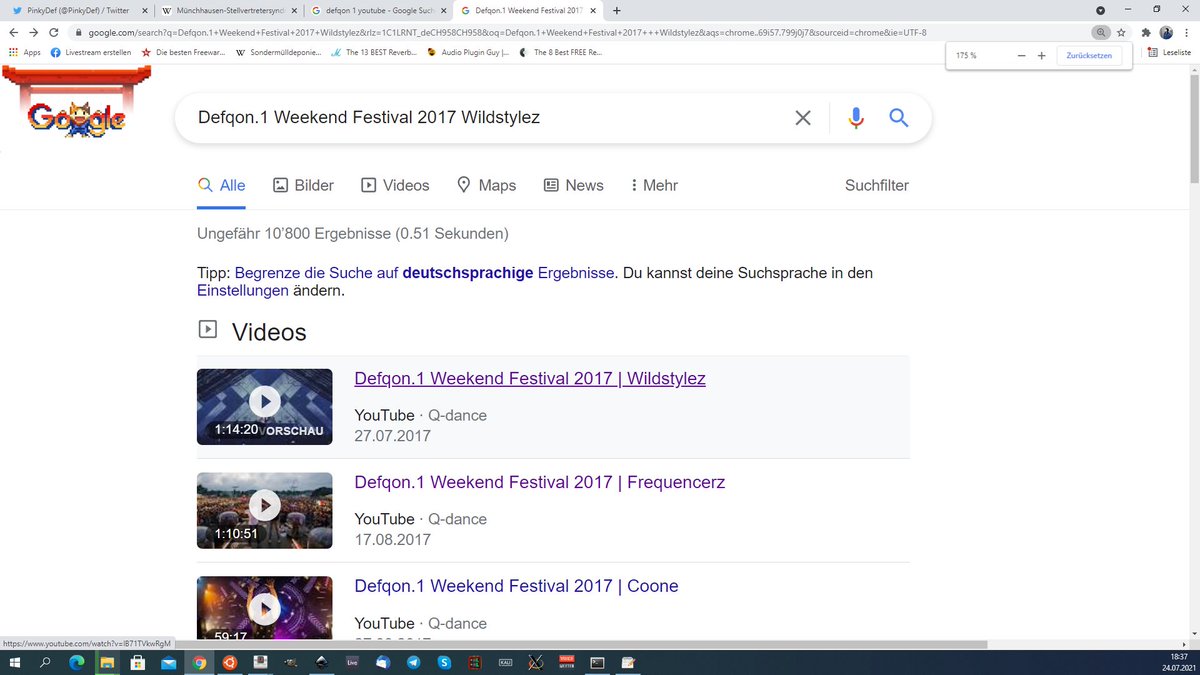 PinkyDef (@PinkyDef) / Twitter
Münchhausen-Stellvertretersynd
defqon 1 youtube - Google Such
Defqon.1 Weekend Festival 2017
google.com/search?q=Defqon.1+Weekend+Festival+2017+Wildstylez&rlz=1C1LRNT_deCH958CH958&oq=Defqon.1+Weekend+Festival+2017+++Wildstylez&aqs=chrome..69i57.799j0j7&sourceid=chrome&ie=UTF-8
Apps
Livestream erstellen
Die besten Freewar...
Sondermülldeponie...
The 13 BEST Reverb...
Audio Plugin Guy |...
The 8 Best FREE Re...
Leseliste
175 %
Zurücksetzen
Google
Defqon.1 Weekend Festival 2017 Wildstylez
Alle
Bilder
Videos
Maps
News
Mehr
Suchfilter
Ungefähr 10'800 Ergebnisse (0.51 Sekunden)
Tipp: Begrenze die Suche auf deutschsprachige Ergebnisse. Du kannst deine Suchsprache in den
Einstellungen ändern.
Videos
Defqon.1 Weekend Festival 2017 | Wildstylez
1:14:20
VORSCHAU
YouTube · Q-dance
27.07.2017
Defqon.1 Weekend Festival 2017 | Frequencerz
1:10:51
YouTube · Q-dance
17.08.2017
Defqon.1 Weekend Festival 2017 | Coone
59:17
YouTube · Q-dance
https://www.youtube.com/watch?v=IB71TVkwRgM
Live
18:37
24.07.2021